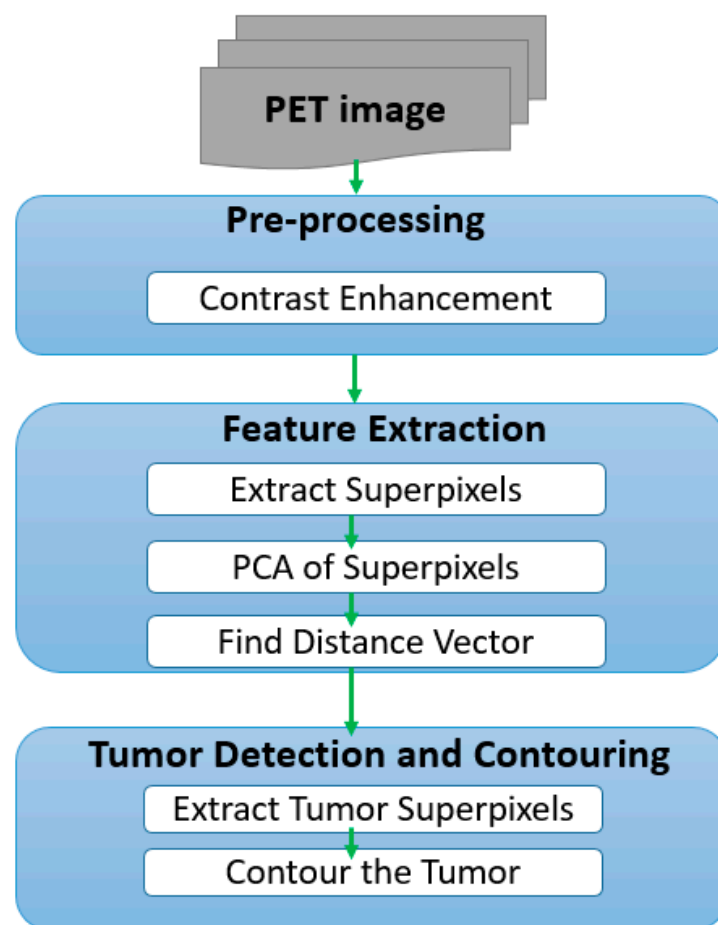 PET image
Pre-processing
Contrast Enhancement
Feature Extraction
Extract Superpixels
PCA of Superpixels
Find Distance Vector
Tumor Detection and Contouring
Extract Tumor Superpixels
Contour the Tumor